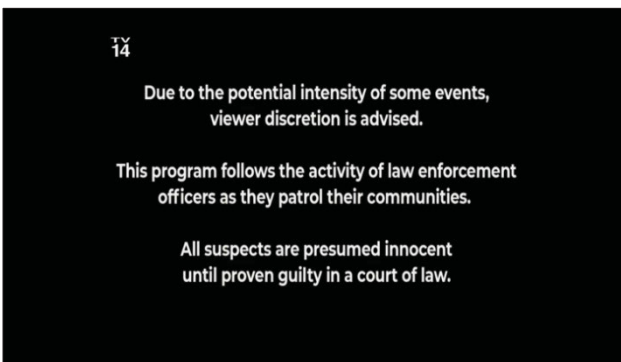 TV
14
Due to the potential intensity of some events,
viewer discretion is advised.
This program follows the activity of law enforcement
officers as they patrol their communities.
All suspects are presumed innocent
until proven guilty in a court of law.